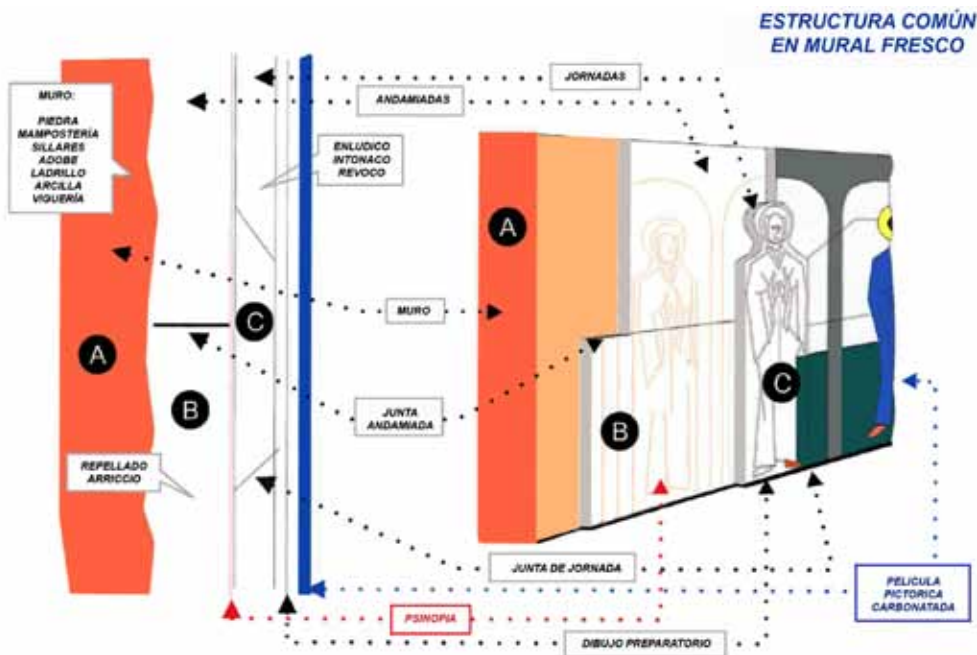 ESTRUCTURA COMÚN
EN MURAL FRESCO
JORNADAS
ANDAMIADAS
MURO:
PIEDRA
MAMPOSTERÍA
SILLARES
ADOBE
LADRILLO
ARCILLA
VIGUERÍA
ENLUDICO
INTONACO
REVOCO
A
C
MURO
A
B
JUNTA
ANDAMIADA
B
C
REPELLADO
ARRICCIO
JUNTA DE JORNADA
PELICULA
PICTORICA
CARBONATADA
PSINOPIA
DIBUJO PREPARATORIO